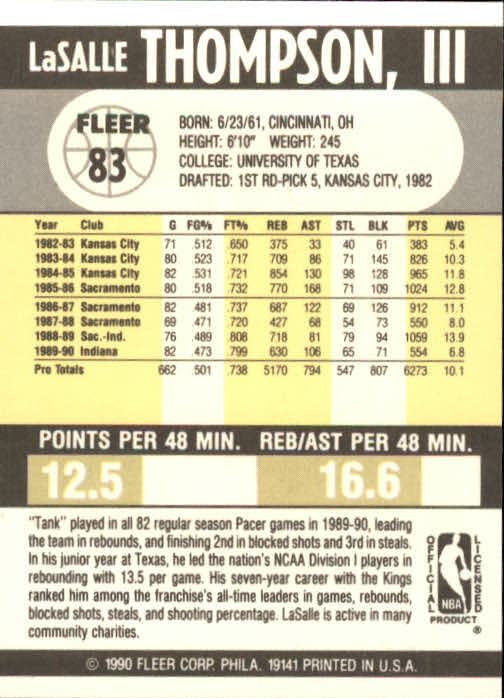 LaSALLE THOMPSON, III
FLEER
83
BORN: 6/23/61, CINCINNATI, OH
HEIGHT: 6'10" WEIGHT: 245
COLLEGE: UNIVERSITY OF TEXAS
DRAFTED: 1ST RD-PICK 5, KANSAS CITY, 1982
Year Club G FG% FT% REB AST STL BLK PTS AVG
1982-83 Kansas City 71 .512 .650 375 33 40 61 383 5.4
1983-84 Kansas City 80 .523 .717 709 86 71 145 826 10.3
1984-85 Kansas City 82 .531 .721 854 130 98 128 965 11.8
1985-86 Sacramento 80 .518 .732 770 168 71 109 1024 12.8
1986-87 Sacramento 82 .481 .737 687 122 69 126 912 11.1
1987-88 Sacramento 69 .471 .720 427 68 54 73 550 8.0
1988-89 Sac.-Ind. 76 .489 .808 718 81 79 94 1059 13.9
1989-90 Indiana 82 .473 .799 630 106 65 71 554 6.8
Pro Totals 662 .501 .738 5170 794 547 807 6273 10.1
POINTS PER 48 MIN. REB/AST PER 48 MIN.
12.5 16.6
"Tank" played in all 82 regular season Pacer games in 1989-90, leading
the team in rebounds, and finishing 2nd in blocked shots and 3rd in steals.
In his junior year at Texas, he led the nation's NCAA Division I players in
rebounding with 13.5 per game. His seven-year career with the Kings
ranked him among the franchise's all-time leaders in games, rebounds,
blocked shots, steals, and shooting percentage. LaSalle is active in many
community charities.
OFFICIAL LICENSED
NBA
PRODUCT ®
© 1990 FLEER CORP. PHILA. 19141 PRINTED IN U.S.A.